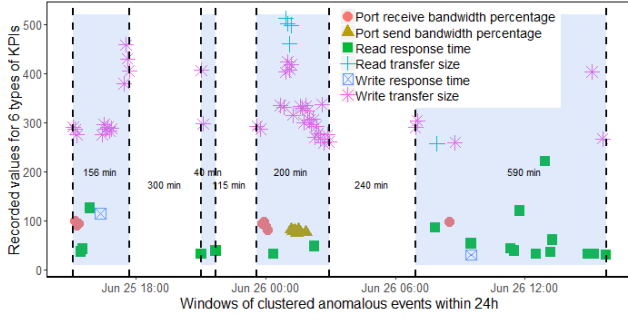 Recorded values for 6 types of KPIs
500
400
300
200
100
0
Port receive bandwidth percentage
Port send bandwidth percentage
Read response time
Read transfer size
Write response time
Write transfer size
156 min
300 min
40 min
115 min
200 min
240 min
590 min
Jun 25 18:00
Jun 26 00:00
Jun 26 06:00
Jun 26 12:00
Windows of clustered anomalous events within 24h